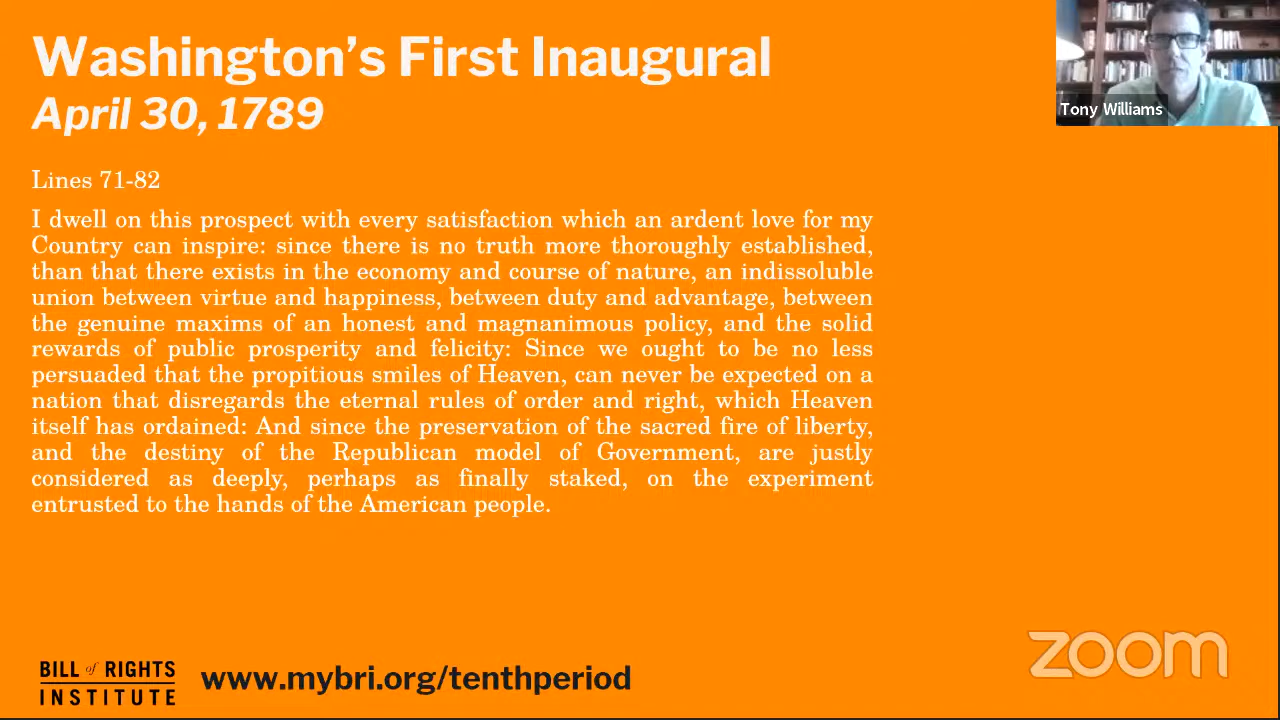 Washington's First Inaugural
April 30, 1789
Tony Williams
Lines 71-82
I dwell on this prospect with every satisfaction which an ardent love for my
Country can inspire: since there is no truth more thoroughly established,
than that there exists in the economy and course of nature, an indissoluble
union between virtue and happiness, between duty and advantage, between
the genuine maxims of an honest and magnanimous policy, and the solid
rewards of public prosperity and felicity: Since we ought to be no less
persuaded that the propitious smiles of Heaven, can never be expected on a
nation that disregards the eternal rules of order and right, which Heaven
itself has ordained: And since the preservation of the sacred fire of liberty,
and the destiny of the Republican model of Government, are justly
considered as deeply, perhaps as finally staked, on the experiment
entrusted to the hands of the American people.
zoom
BILL of RIGHTS
INSTITUTE
www.mybri.org/tenthperiod